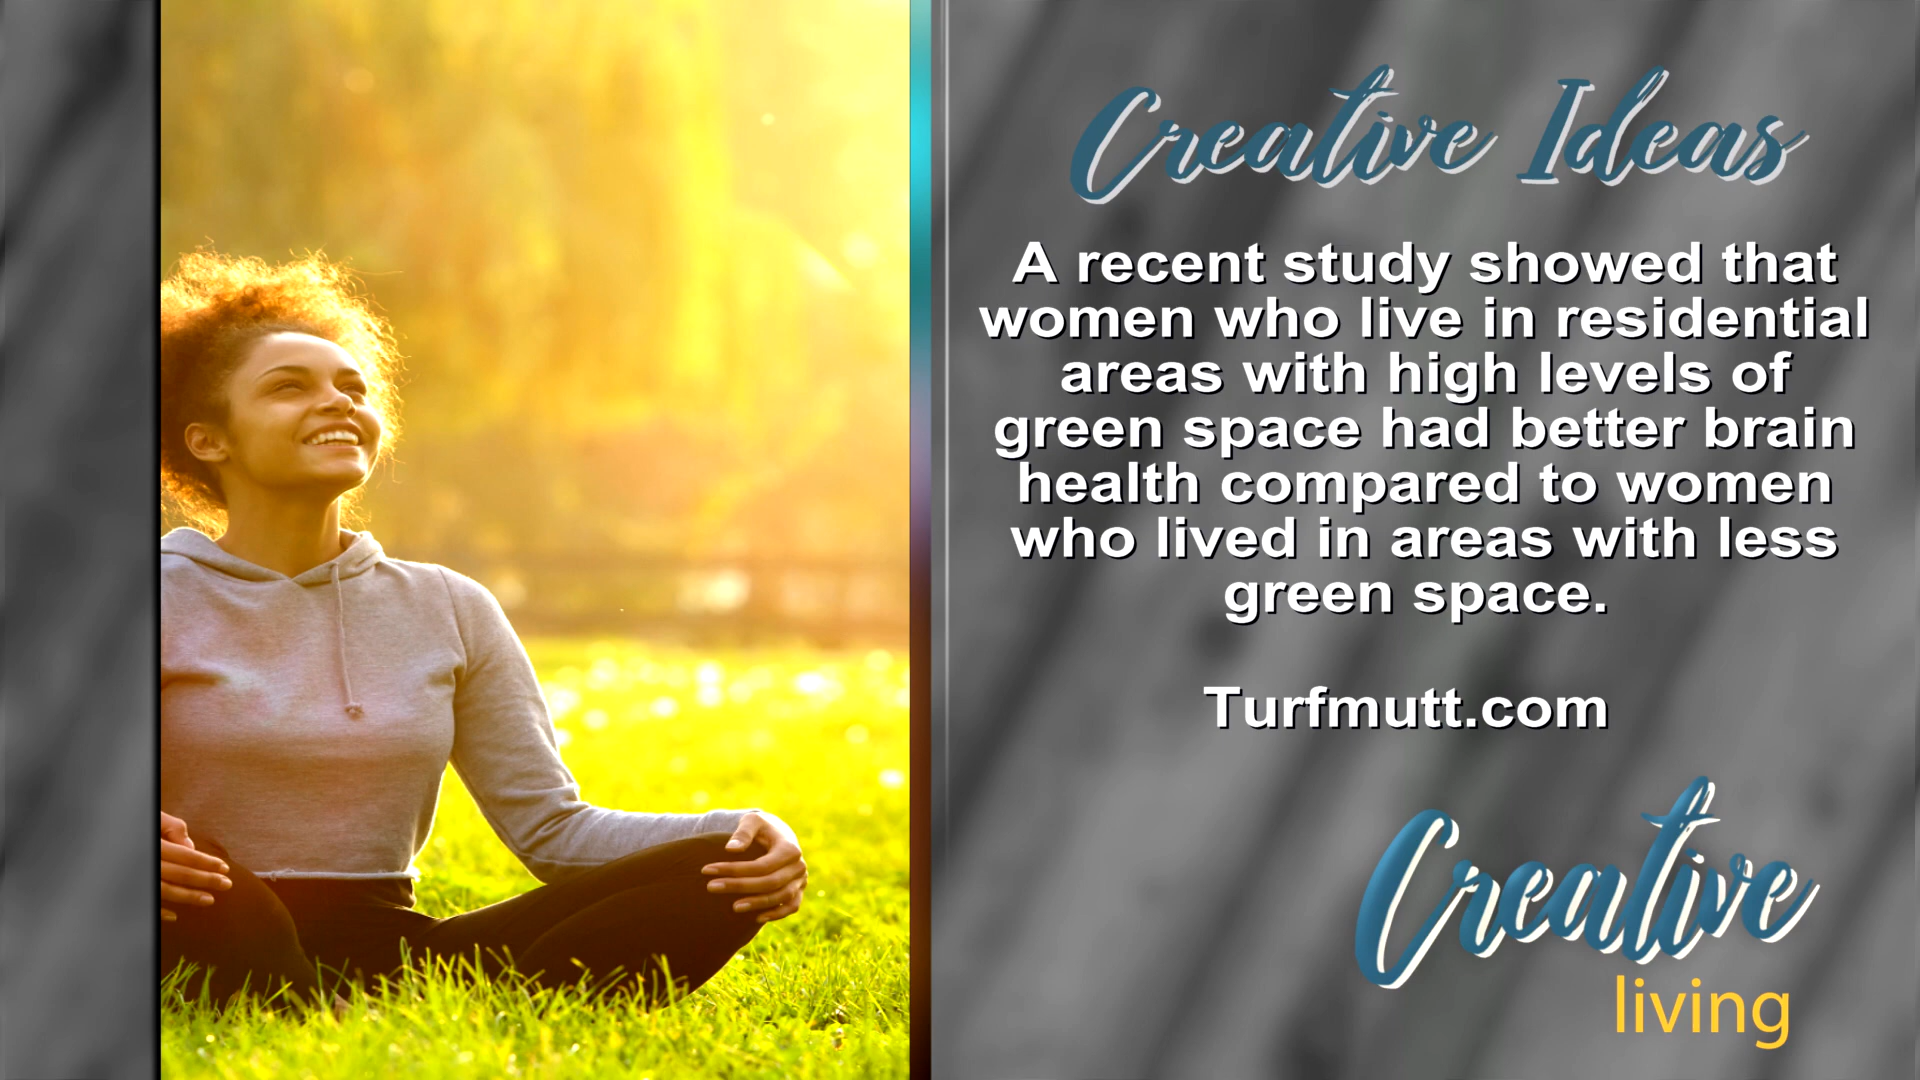 Creative Ideas
A recent study showed that
women who live in residential
areas with high levels of
green space had better brain
health compared to women
who lived in areas with less
green space.
Turfmutt.com
Creative
living